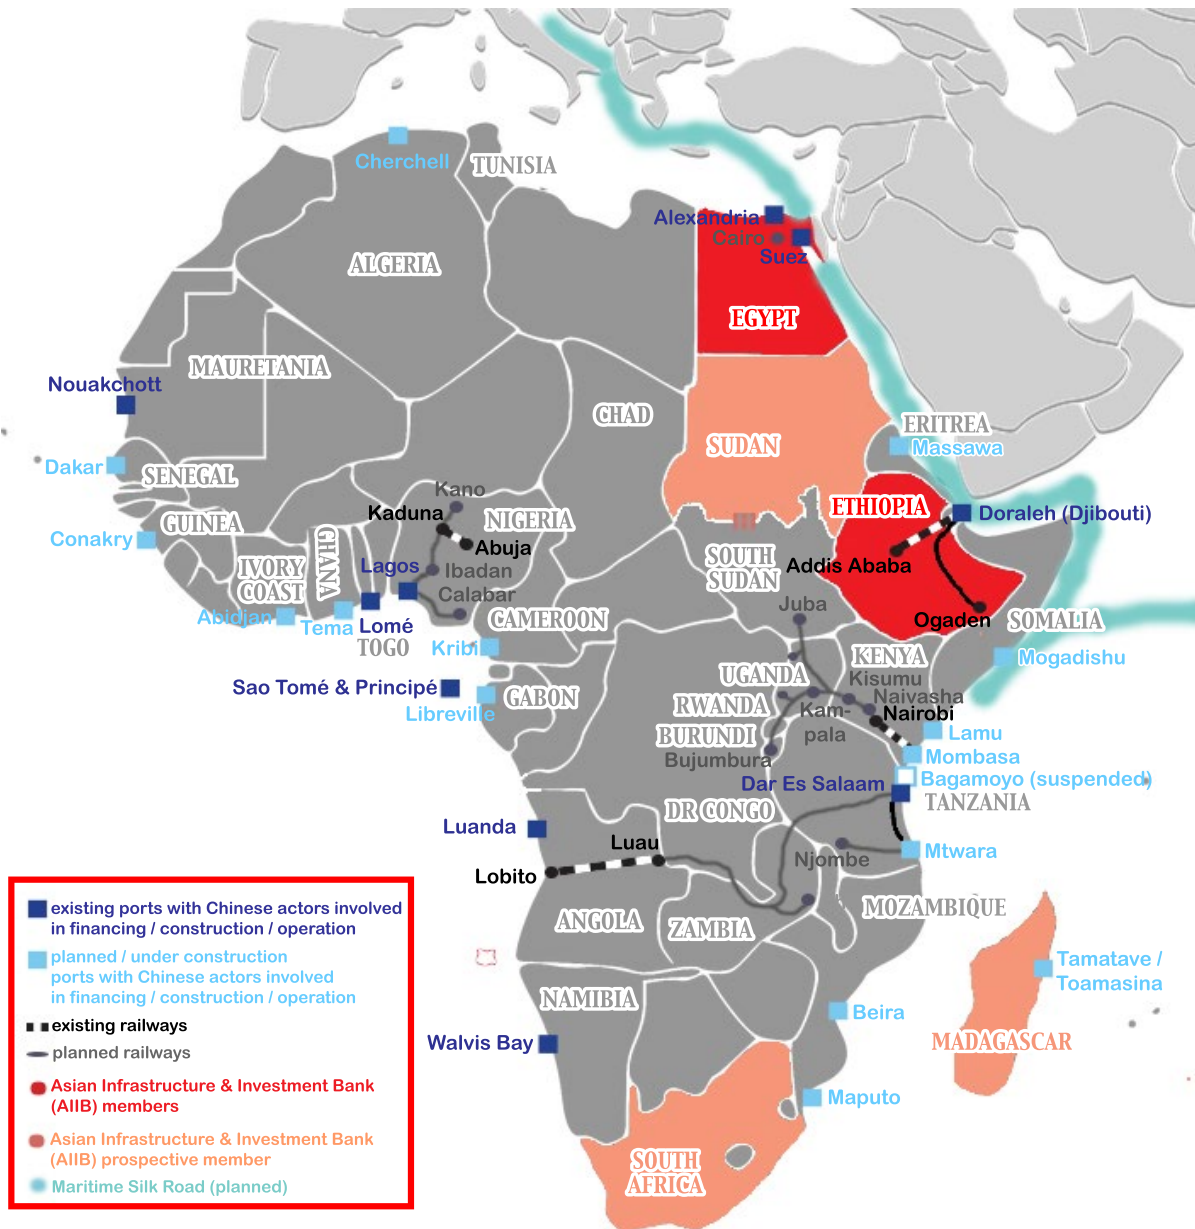 Cherchell
TUNISIA
ALGERIA
Alexandria
Cairo
Suez
EGYPT
MAURETANIA
Nouakchott
CHAD
SUDAN
ERITREA
Massawa
Dakar
SENEGAL
Kano
Kaduna
NIGERIA
Abuja
ETHIOPIA
Doraleh (Djibouti)
GUINEA
Conakry
GHANA
IVORY
COAST
Lagos
Ibadan
Calabar
SOUTH
SUDAN
Addis Ababa
Abidjan
Tema
Lomé
TOGO
CAMEROON
Kribi
Juba
Ogaden
SOMALIA
Mogadishu
KENYA
UGANDA
Kisumu
Naivasha
Nairobi
RWANDA
Kam-
pala
BURUNDI
Bujumbura
Sao Tomé & Principé
GABON
Libreville
Lamu
Mombasa
Bagamoyo (suspended)
Dar Es Salaam
TANZANIA
DR CONGO
Luanda
Luau
Lobito
Njombe
Mtwara
ANGOLA
ZAMBIA
MOZAMBIQUE
NAMIBIA
Tamatave /
Toamasina
Beira
MADAGASCAR
Walvis Bay
Maputo
SOUTH
AFRICA
existing ports with Chinese actors involved
in financing / construction / operation
planned / under construction
ports with Chinese actors involved
in financing / construction / operation
existing railways
planned railways
Asian Infrastructure & Investment Bank
(AIIB) members
Asian Infrastructure & Investment Bank
(AIIB) prospective member
Maritime Silk Road (planned)